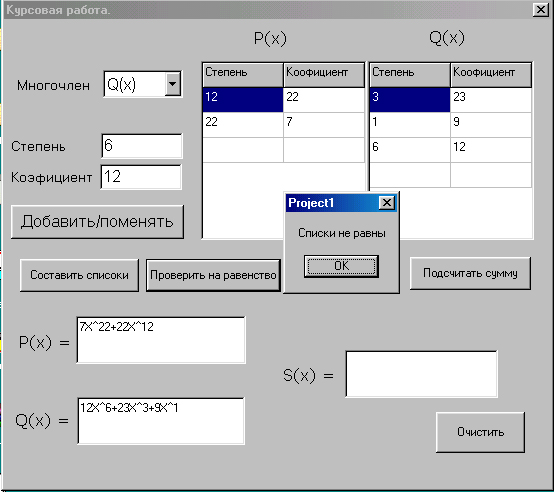 Курсовая работа.
P(x)
Q(x)
Многочлен
Q(x)
Степень
Коофициент
Степень
Коофициент
12
22
3
23
22
7
1
9
6
12
Степень
6
Коэфициент
12
Добавить/поменять
Project1
Списки не равны
OK
Составить списоки
Проверить на равенство
Подсчитать сумму
P(x) =
7X^22+22X^12
S(x) =
Q(x) =
12X^6+23X^3+9X^1
Очистить